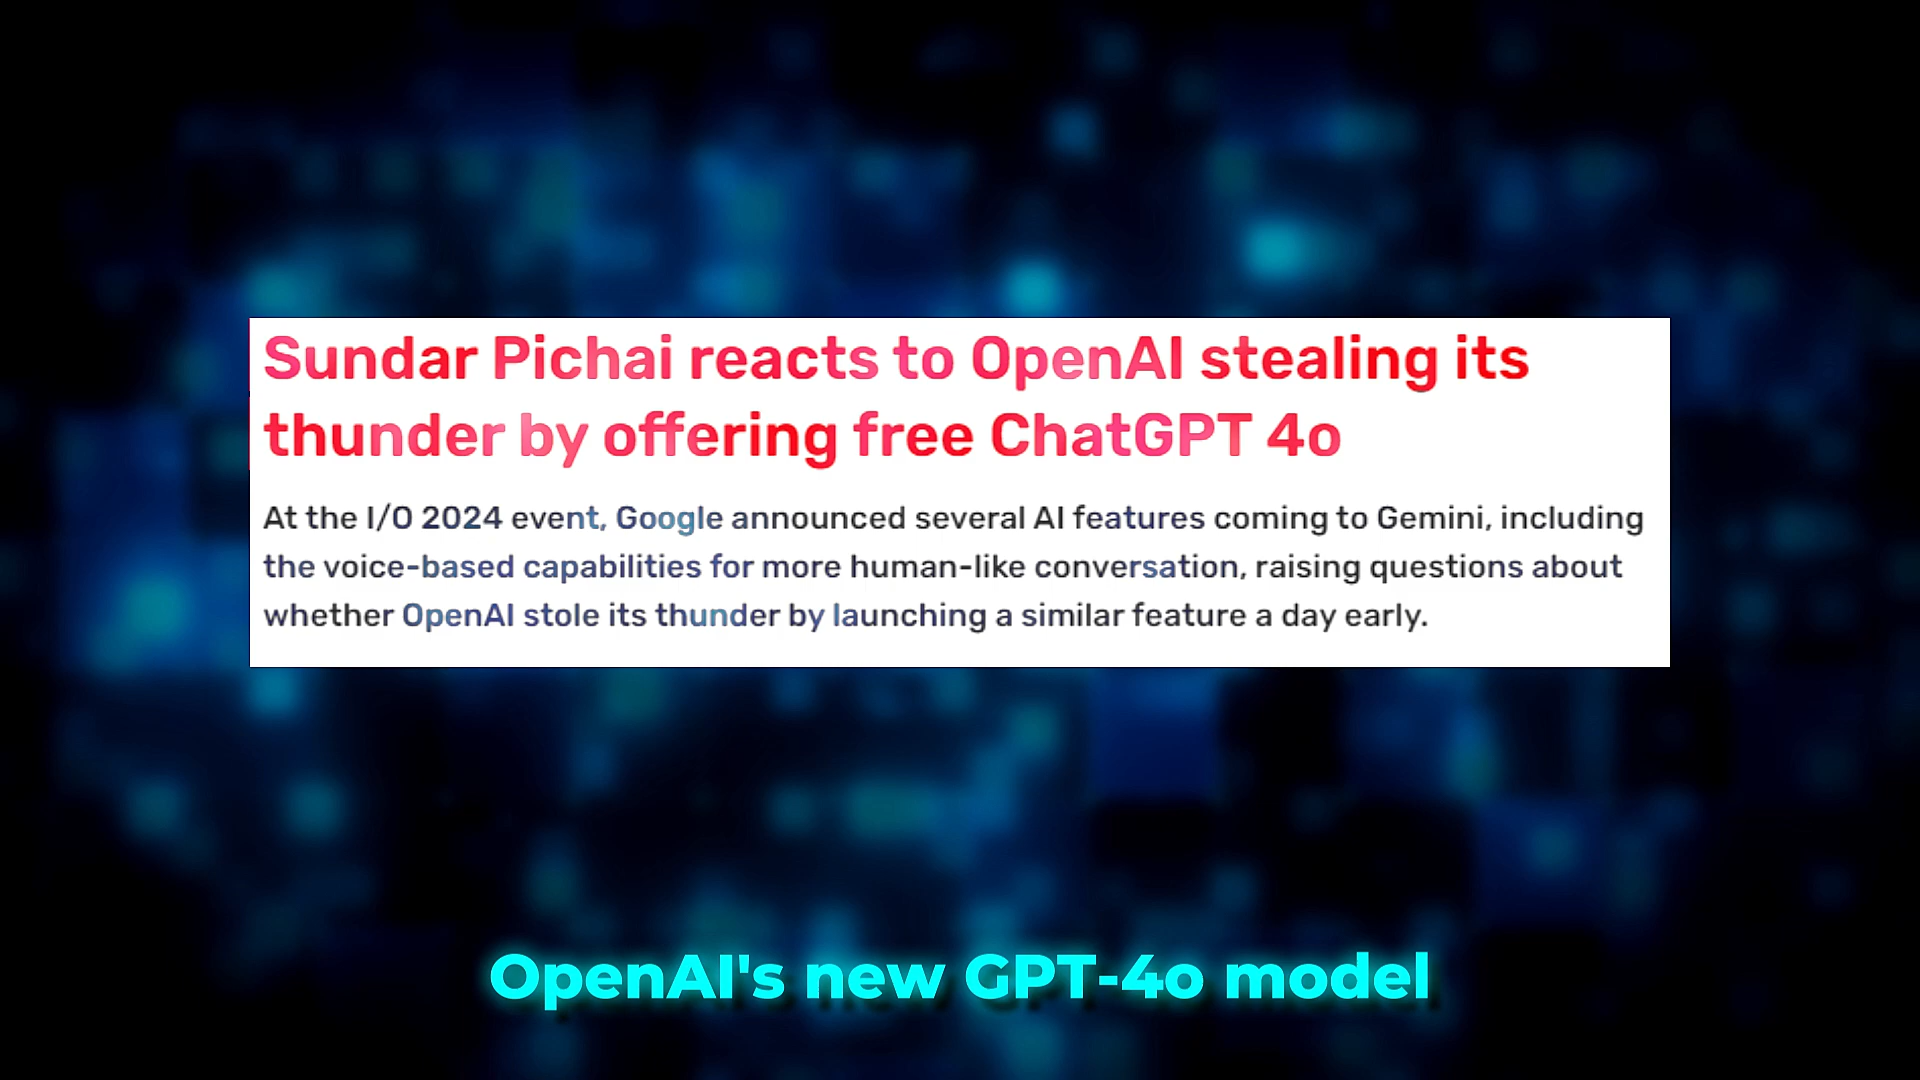 Sundar Pichai reacts to OpenAI stealing its
thunder by offering free ChatGPT 4o
At the I/O 2024 event, Google announced several AI features coming to Gemini, including
the voice-based capabilities for more human-like conversation, raising questions about
whether OpenAI stole its thunder by launching a similar feature a day early.
OpenAI's new GPT-4o model